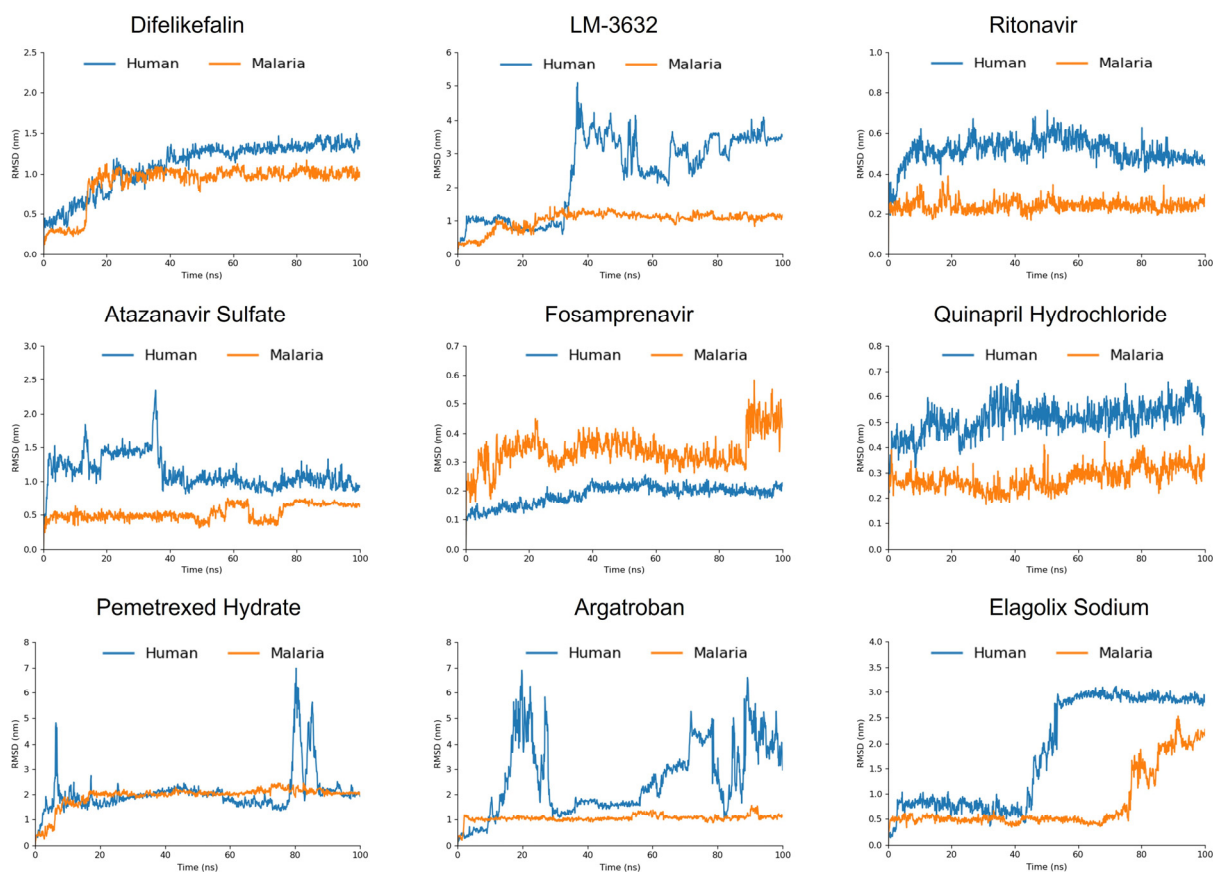 Difelikefalin
Human Malaria
2.5
2.0
1.5
1.0
0.5
0.0
RMSD (nm)
0 20 40 60 80 100
Time (ns)
LM-3632
Human Malaria
6
5
4
3
2
1
0
RMSD (nm)
0 20 40 60 80 100
Time (ns)
Ritonavir
Human Malaria
1.0
0.8
0.6
0.4
0.2
0.0
RMSD (nm)
0 20 40 60 80 100
Time (ns)
Atazanavir Sulfate
Human Malaria
3.0
2.5
2.0
1.5
1.0
0.5
0.0
RMSD (nm)
0 20 40 60 80 100
Time (ns)
Fosamprenavir
Human Malaria
0.7
0.6
0.5
0.4
0.3
0.2
0.1
0.0
RMSD (nm)
0 20 40 60 80 100
Time (ns)
Quinapril Hydrochloride
Human Malaria
0.8
0.7
0.6
0.5
0.4
0.3
0.2
0.1
0.0
RMSD (nm)
0 20 40 60 80 100
Time (ns)
Pemetrexed Hydrate
Human Malaria
8
7
6
5
4
3
2
1
0
RMSD (nm)
0 20 40 60 80 100
Time (ns)
Argatroban
Human Malaria
8
7
6
5
4
3
2
1
0
RMSD (nm)
0 20 40 60 80 100
Time (ns)
Elagolix Sodium
Human Malaria
4.0
3.5
3.0
2.5
2.0
1.5
1.0
0.5
0.0
RMSD (nm)
0 20 40 60 80 100
Time (ns)